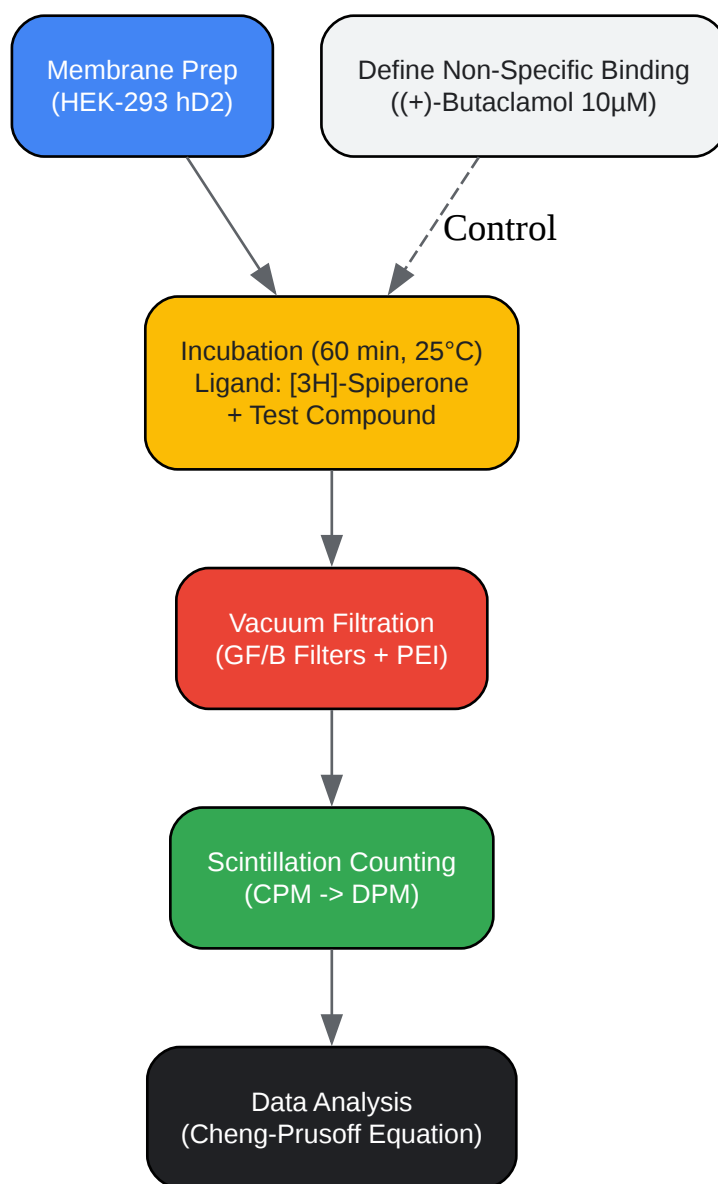 Membrane Prep
(HEK-293 hD2)
Define Non-Specific Binding
((+)-Butaclamol 10µM)
Control
Incubation (60 min, 25°C)
Ligand: [3H]-Spiperone
+ Test Compound
Vacuum Filtration
(GF/B Filters + PEI)
Scintillation Counting
(CPM -> DPM)
Data Analysis
(Cheng-Prusoff Equation)